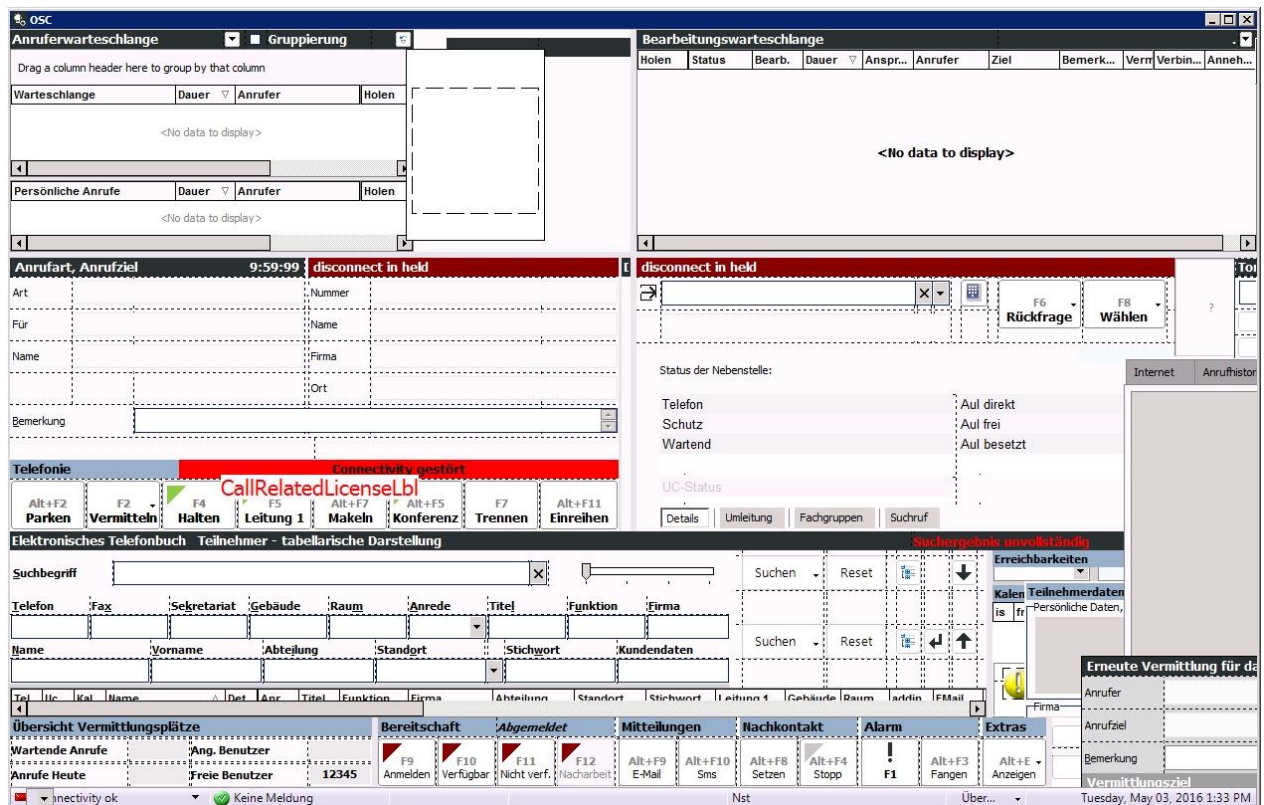 OSC
Anruferwarteschlange Gruppierung
Drag a column header here to group by that column
Warteschlange Dauer Anrufer Holen
<No data to display>
Persönliche Anrufe Dauer Anrufer Holen
<No data to display>
Bearbeitungswarteschlange
Holen Status Bearb. Dauer Anspr... Anrufer Ziel Bemerk... Verm Verbin... Anneh...
<No data to display>
Anrufart, Anrufziel 9:59:99 disconnect in held
Art Nummer
Für Name
Name Firma
Ort
Bemerkung
disconnect in held
F6 Rückfrage
F8 Wählen
?
Status der Nebenstelle:
Telefon Aul direkt
Schutz Aul frei
Wartend Aul besetzt
UC-Status
Details Umleitung Fachgruppen Suchruf
Internet Anrufhistor
Telefonie Connectivity gestört
CallRelatedLicenseLbl
Alt+F2 F2 F4 F5 Alt+F7 Alt+F5 F7 Alt+F11
Parken Vermitteln Halten Leitung 1 Makeln Konferenz Trennen Einreihen
Elektronisches Telefonbuch Teilnehmer - tabellarische Darstellung Suchergebnis unvollständig
Suchbegriff Suchen Reset
Telefon Fax Sekretariat Gebäude Raum Anrede Titel Funktion Firma
Suchen Reset
Name Vorname Abteilung Standort Stichwort Kundendaten
Tel Uc Kal Name Det Anr Titel Funktion Firma Abteilung Standort Stichwort Leitung 1 Gebäude Raum addin EMail
Erreichbarkeiten
Kalen Teilnehmerdaten
is fr Persönliche Daten,
Firma
Erneute Vermittlung für da
Anrufer
Anrufziel
Bemerkung
Vermittlungsziel
Übersicht Vermittlungsplätze Bereitschaft Abgemeldet Mitteilungen Nachkontakt Alarm Extras
Wartende Anrufe Ang. Benutzer
Anrufe Heute Freie Benutzer 12345
F9 F10 F11 F12 Alt+F9 Alt+F10 Alt+F8 Alt+F4 ! Alt+F3 Alt+E
Anmelden Verfügbar Nicht verf. Nacharbeit E-Mail Sms Setzen Stopp F1 Fangen Anzeigen
nnectivity ok Keine Meldung Nst Über... Tuesday, May 03, 2016 1:33 PM